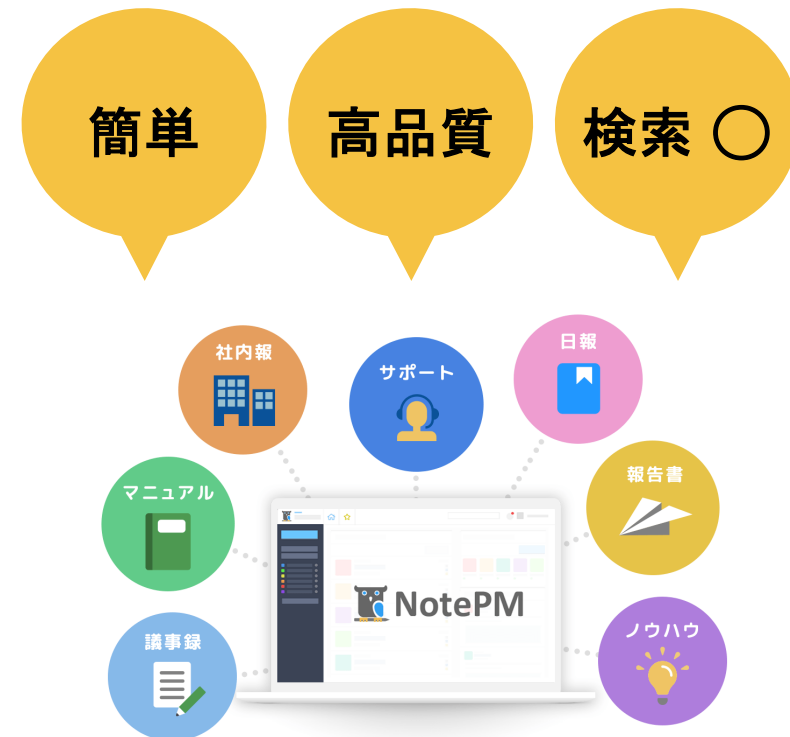 簡単
高品質
検索 ◯
社内報
サポート
日報
マニュアル
報告書
NotePM
議事録
ノウハウ